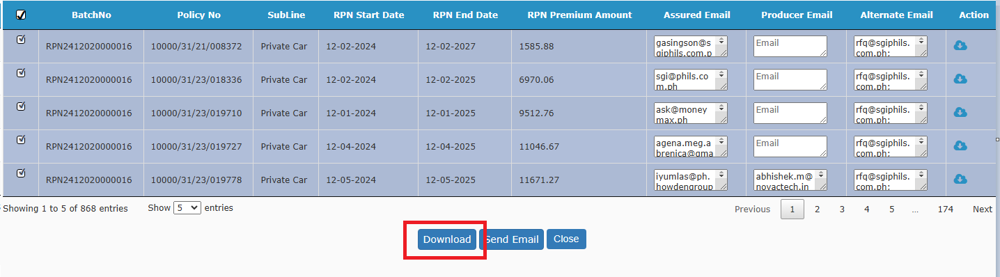 BatchNo Policy No SubLine RPN Start Date RPN End Date RPN Premium Amount Assured Email Producer Email Alternate Email Action
RPN2412020000016 10000/31/21/008372 Private Car 12-02-2024 12-02-2027 1585.88 gasingson@s Email rfq@sgiphils.
giphils.com.p com.ph;
RPN2412020000016 10000/31/23/018336 Private Car 12-02-2024 12-02-2025 6970.06 sgi@phils.co Email rfq@sgiphils.
m.ph com.ph;
RPN2412020000016 10000/31/23/019710 Private Car 12-01-2024 12-01-2025 9512.76 ask@money Email rfq@sgiphils.
max.ph com.ph;
RPN2412020000016 10000/31/23/019727 Private Car 12-04-2024 12-04-2025 11046.67 agena.meg.a Email rfq@sgiphils.
brenica@gma com.ph;
RPN2412020000016 10000/31/23/019778 Private Car 12-05-2024 12-05-2025 11671.27 iyumlas@ph. abhishek.m@ rfq@sgiphils.
howdengroup novactech.in com.ph;
Showing 1 to 5 of 868 entries Show 5 entries Previous 1 2 3 4 5 ... 174 Next
Download Send Email Close